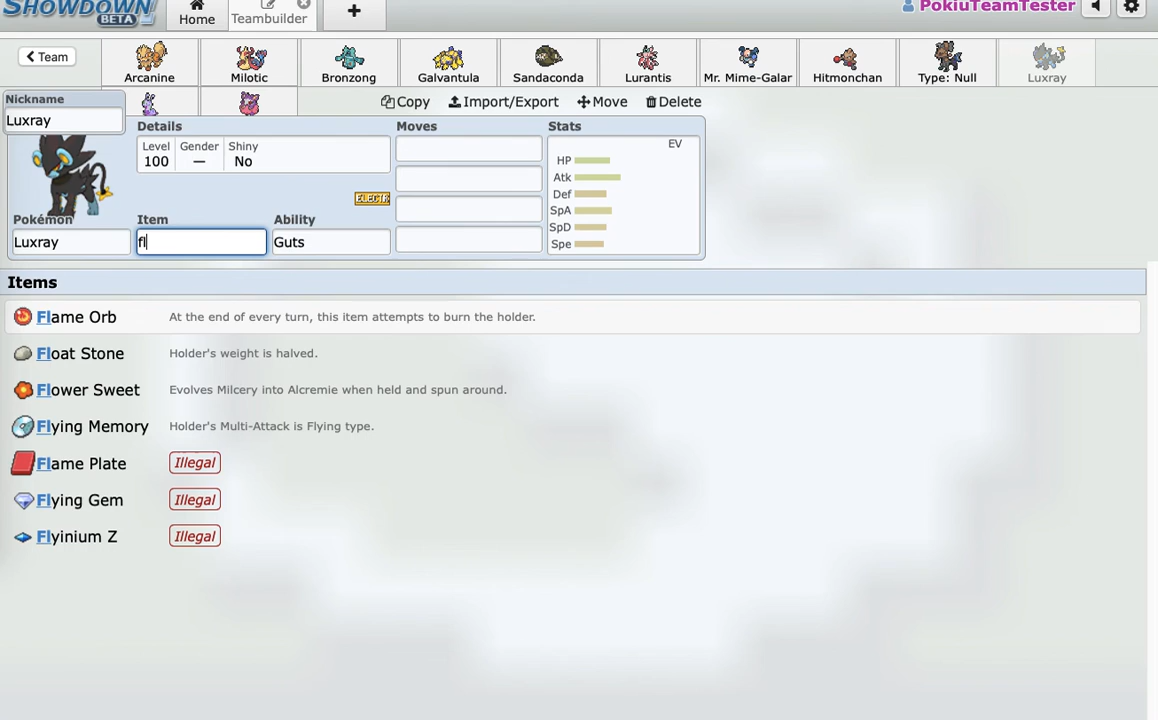 SHOWDOWN
BETA
Home
Teambuilder
+
PokiuTeamTester
< Team
Arcanine
Milotic
Bronzong
Galvantula
Sandaconda
Lurantis
Mr. Mime-Galar
Hitmonchan
Type: Null
Luxray
Nickname
Luxray
Copy
Import/Export
Move
Delete
Details
Moves
Stats
Level
Gender
Shiny
100
—
No
EV
HP
Atk
Def
SpA
SpD
Spe
ELECTR
Pokémon
Item
Ability
Luxray
fl
Guts
Items
Flame Orb At the end of every turn, this item attempts to burn the holder.
Float Stone Holder's weight is halved.
Flower Sweet Evolves Milcery into Alcremie when held and spun around.
Flying Memory Holder's Multi-Attack is Flying type.
Flame Plate Illegal
Flying Gem Illegal
Flyinium Z Illegal